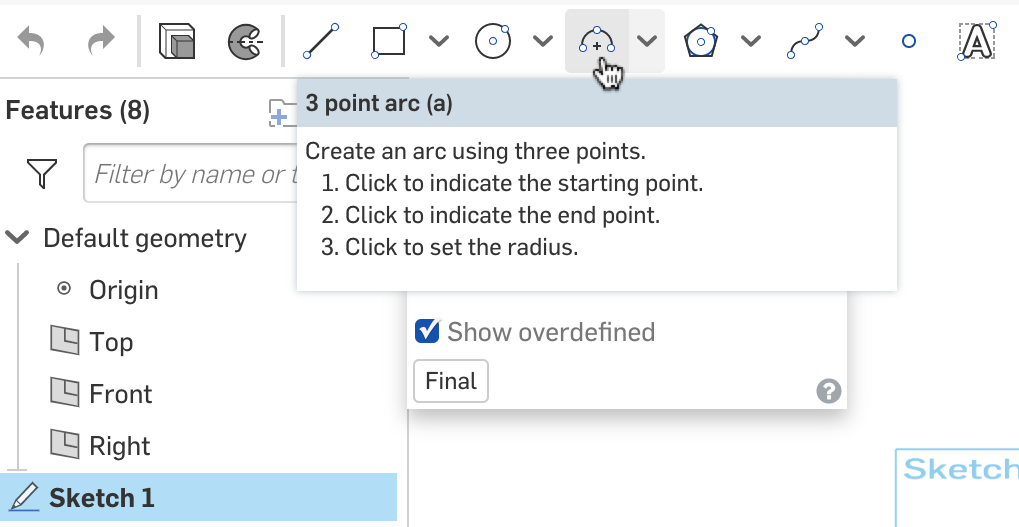 A
3 point arc (a)
Features (8)
Create an arc using three points.
Filter by name or t
1. Click to indicate the starting point.
2. Click to indicate the end point.
3. Click to set the radius.
Default geometry
Origin
Show overdefined
Top
Final
?
Front
Right
Sketch
Sketch 1